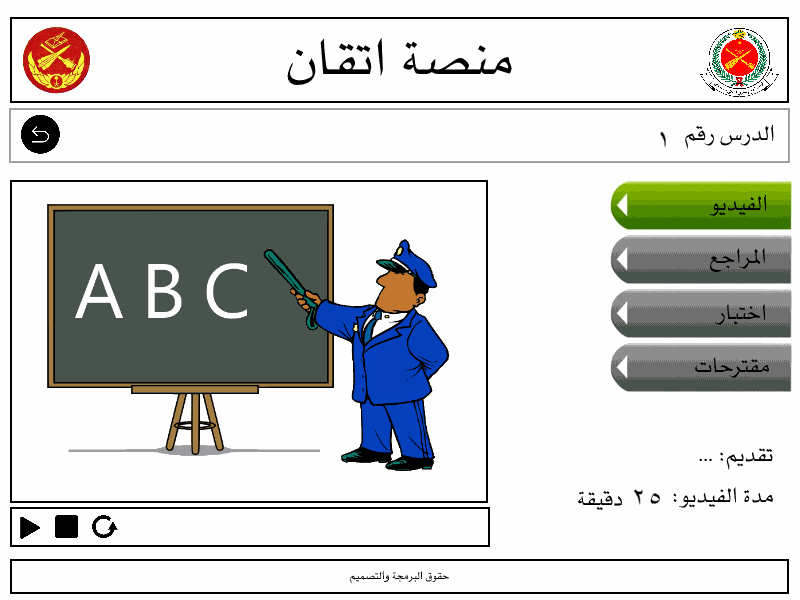 منصة اتقان
الدرس رقم ١
الفيديو
المراجع
اختبار
مقترحات
A B C
تقديم: ...
مدة الفيديو: ٢٥ دقيقة
حقوق البرمجة والتصميم